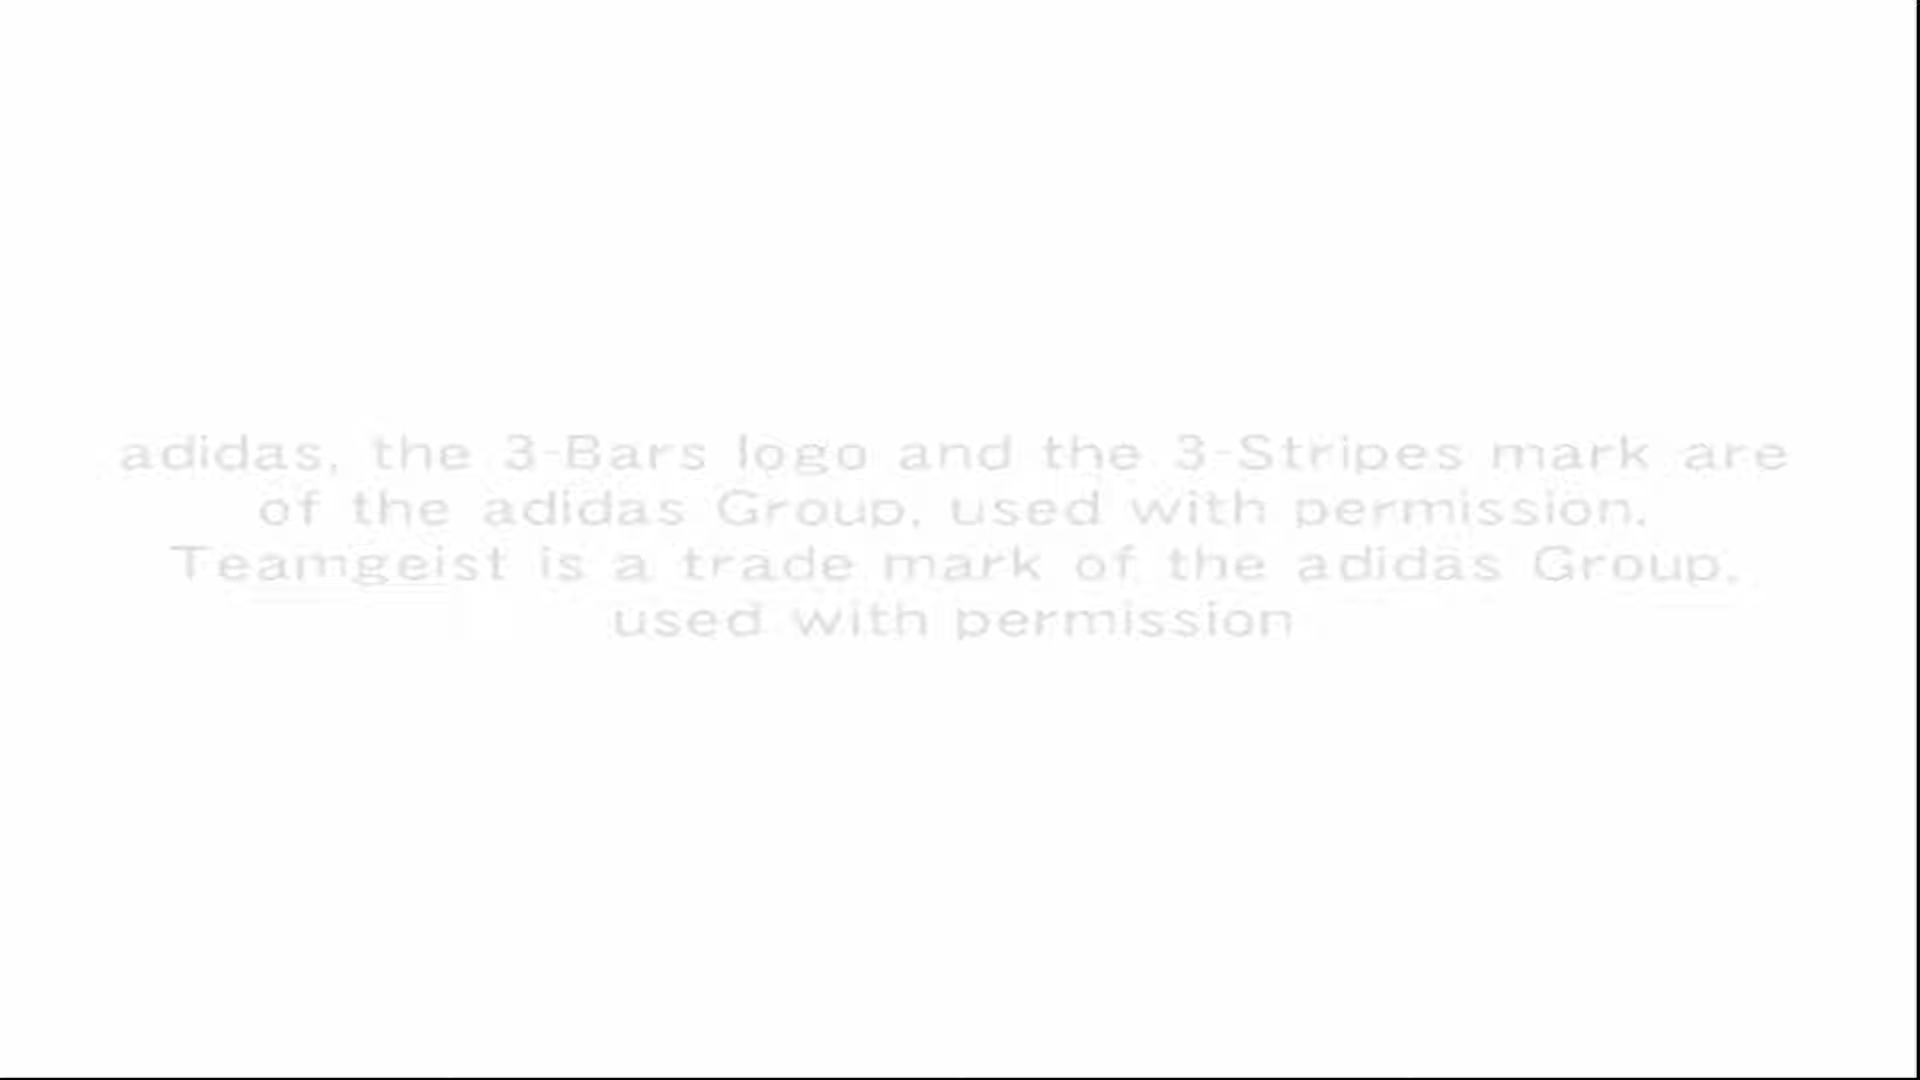 adidas, the 3-Bars logo and the 3-Stripes mark are
of the adidas Group, used with permission.
Teamgeist is a trade mark of the adidas Group,
used with permission